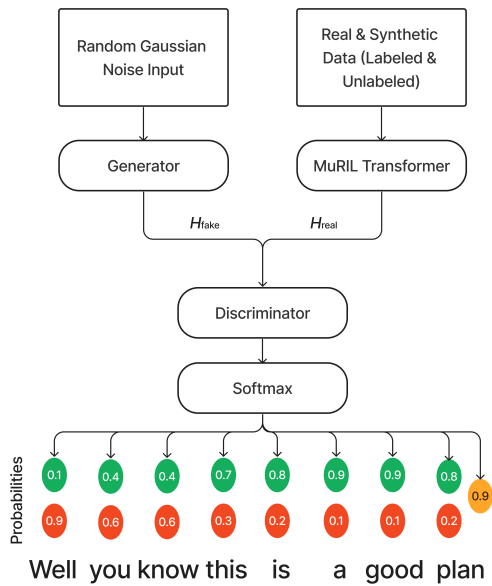 Random Gaussian
Noise Input
Real & Synthetic
Data (Labeled &
Unlabeled)
Generator
MuRIL Transformer
Hfake
Hreal
Discriminator
Softmax
Probabilities
0.1 0.4 0.4 0.7 0.8 0.9 0.9 0.8
0.9
0.9 0.6 0.6 0.3 0.2 0.1 0.1 0.2
Well you know this is a good plan